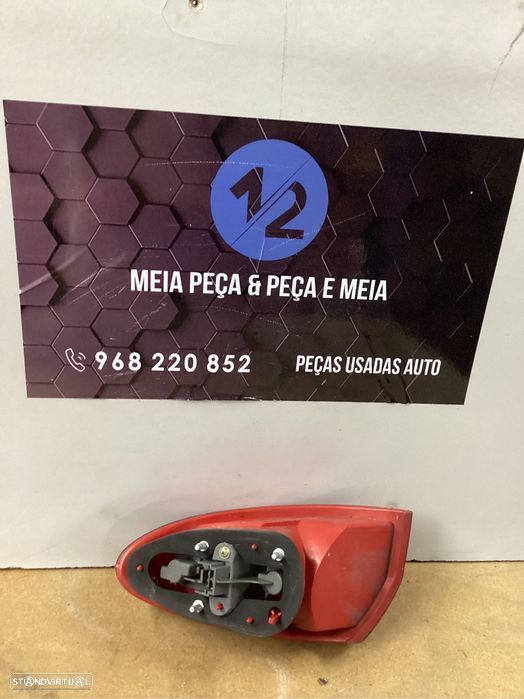 1/2
MEIA PEÇA & PEÇA E MEIA
968 220 852
PEÇAS USADAS AUTO
STANDVIRTUAL